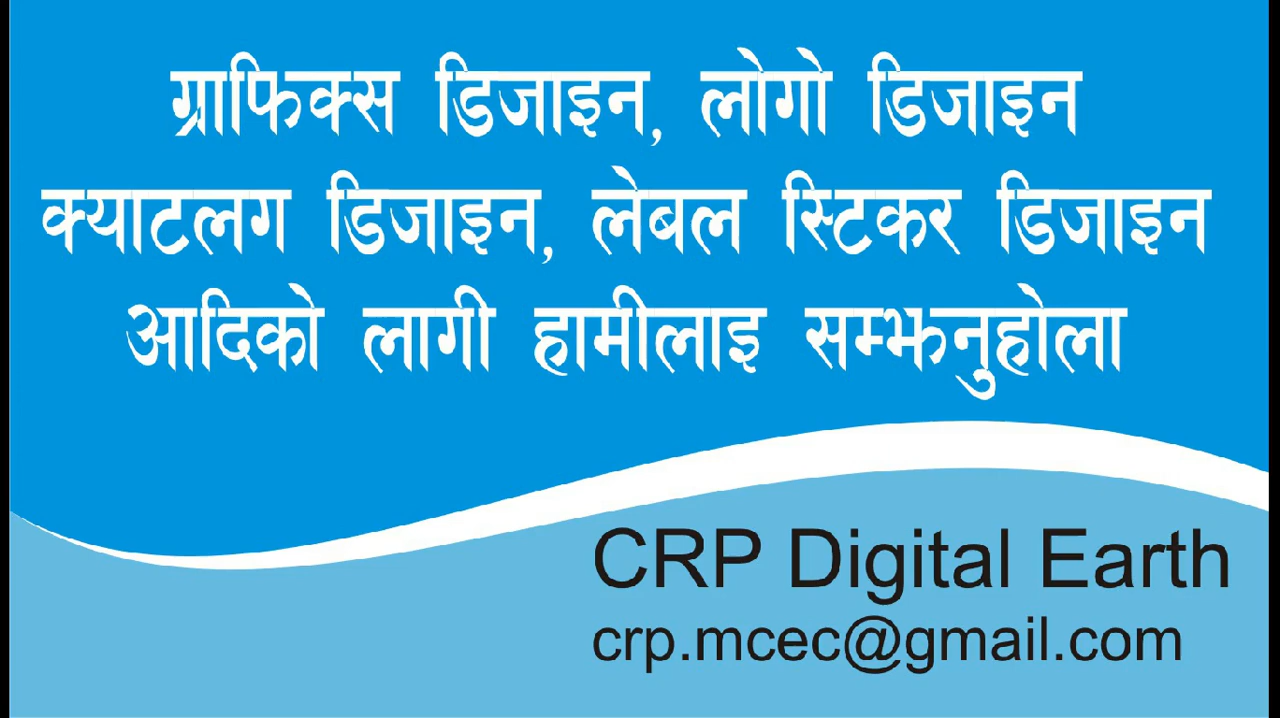 ग्राफिक्स डिजाइन, लोगो डिजाइन
क्याटलग डिजाइन, लेबल स्टिकर डिजाइन
आदिको लागी हामीलाइ सम्झनुहोला
CRP Digital Earth
crp.mcec@gmail.com